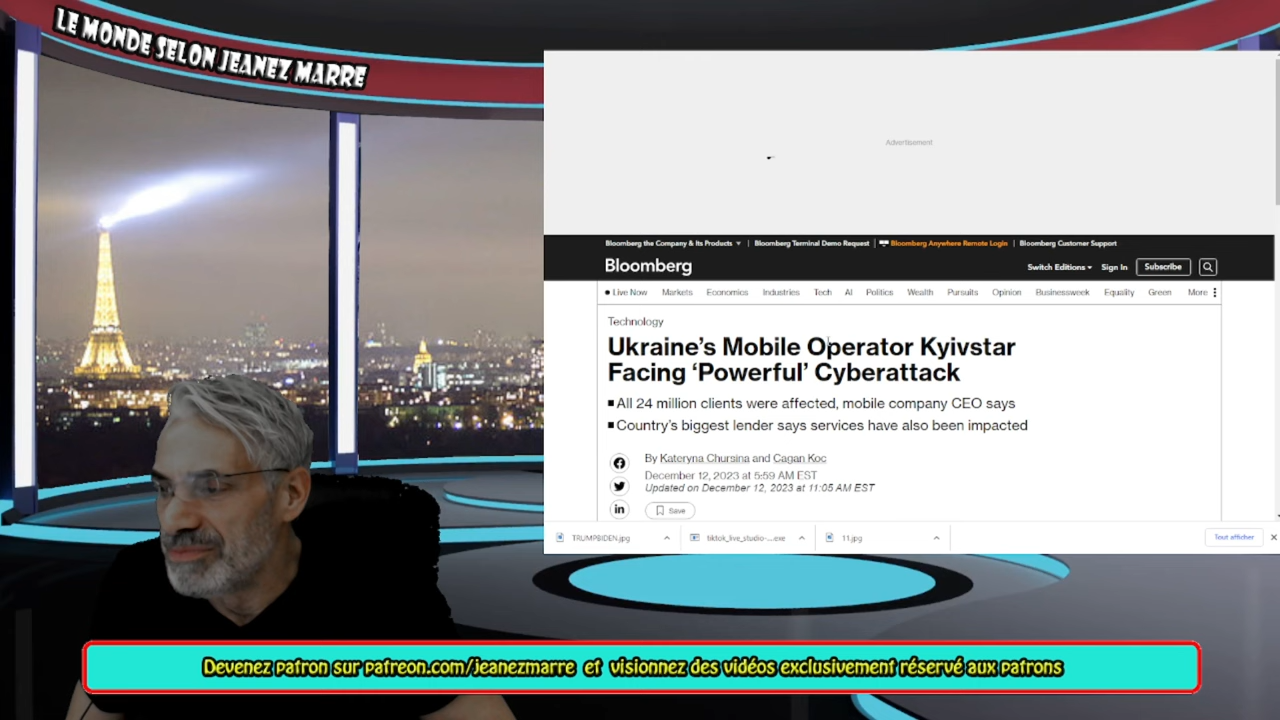 LE MONDE SELON JEANEZ MARRE
Advertisement
Bloomberg the Company & Its Products | Bloomberg Terminal Demo Request | Bloomberg Anywhere Remote Login | Bloomberg Customer Support
Bloomberg
Switch Editions Sign In Subscribe
Live Now Markets Economics Industries Tech AI Politics Wealth Pursuits Opinion Businessweek Equality Green More
Technology
Ukraine's Mobile Operator Kyivstar
Facing 'Powerful' Cyberattack
■ All 24 million clients were affected, mobile company CEO says
■ Country's biggest lender says services have also been impacted
By Kateryna Chursina and Cagan Koc
December 12, 2023 at 5:59 AM EST
Updated on December 12, 2023 at 11:05 AM EST
in
Save
TRUMPBIDEN.jpg
tiktok_live_studio-....exe
11.jpg
Tout afficher
Devenez patron sur patreon.com/jeanezmarre et visionnez des vidéos exclusivement réservé aux patrons